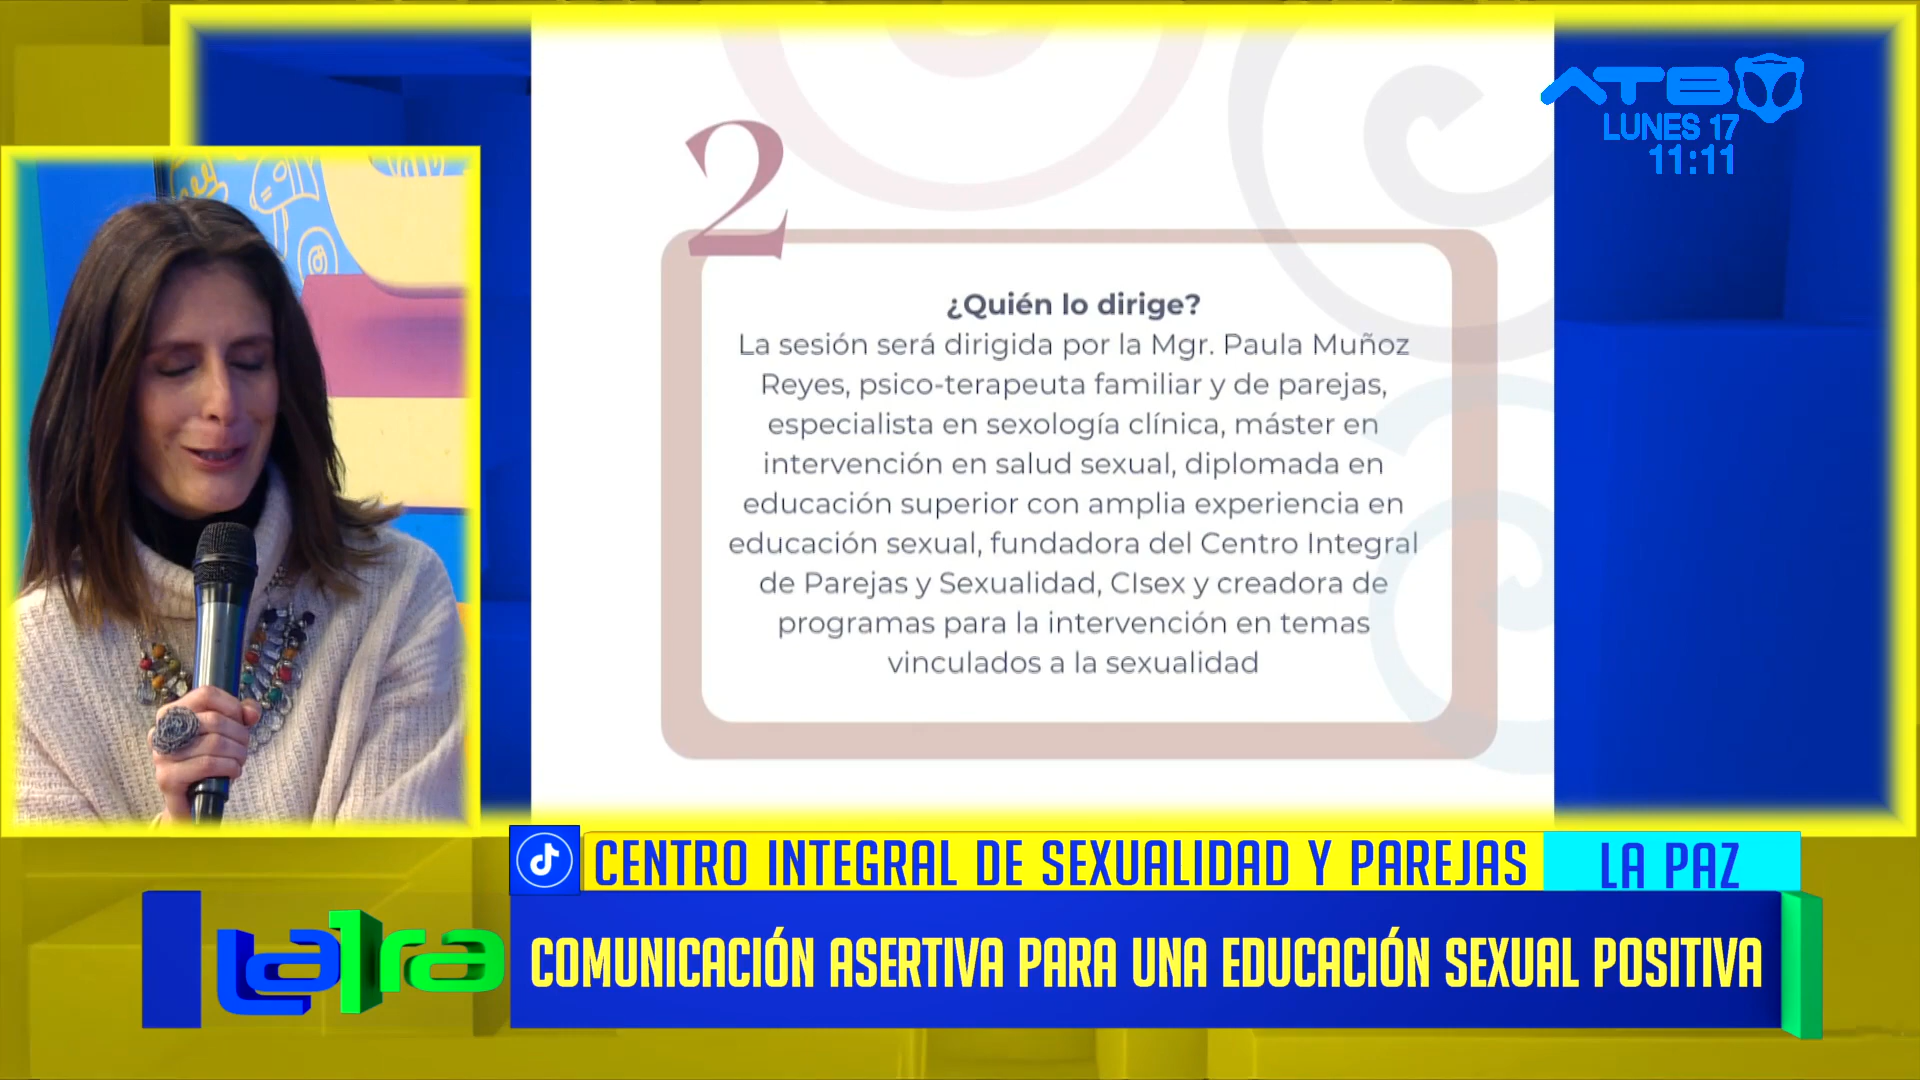 ATB
LUNES 17
11:11
2
¿Quién lo dirige?
La sesión será dirigida por la Mgr. Paula Muñoz
Reyes, psico-terapeuta familiar y de parejas,
especialista en sexología clínica, máster en
intervención en salud sexual, diplomada en
educación superior con amplia experiencia en
educación sexual, fundadora del Centro Integral
de Parejas y Sexualidad, CIsex y creadora de
programas para la intervención en temas
vinculados a la sexualidad
CENTRO INTEGRAL DE SEXUALIDAD Y PAREJAS
LA PAZ
La1ra
COMUNICACIÓN ASERTIVA PARA UNA EDUCACIÓN SEXUAL POSITIVA